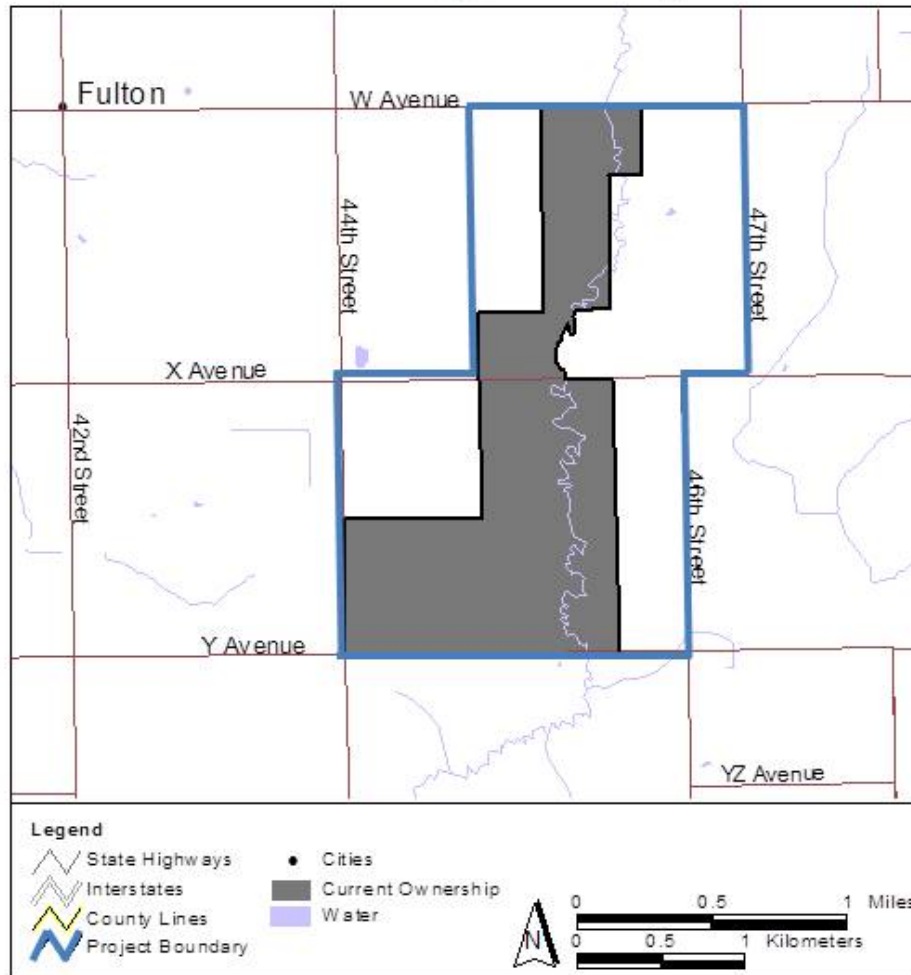 Fulton
W Avenue
44th Street
47th Street
X Avenue
42nd Street
46th Street
Y Avenue
YZ Avenue
Legend
State Highways
Interstates
County Lines
Project Boundary
Cities
Current Ownership
Water
N
0 0.5 1 Miles
0 0.5 1 Kilometers